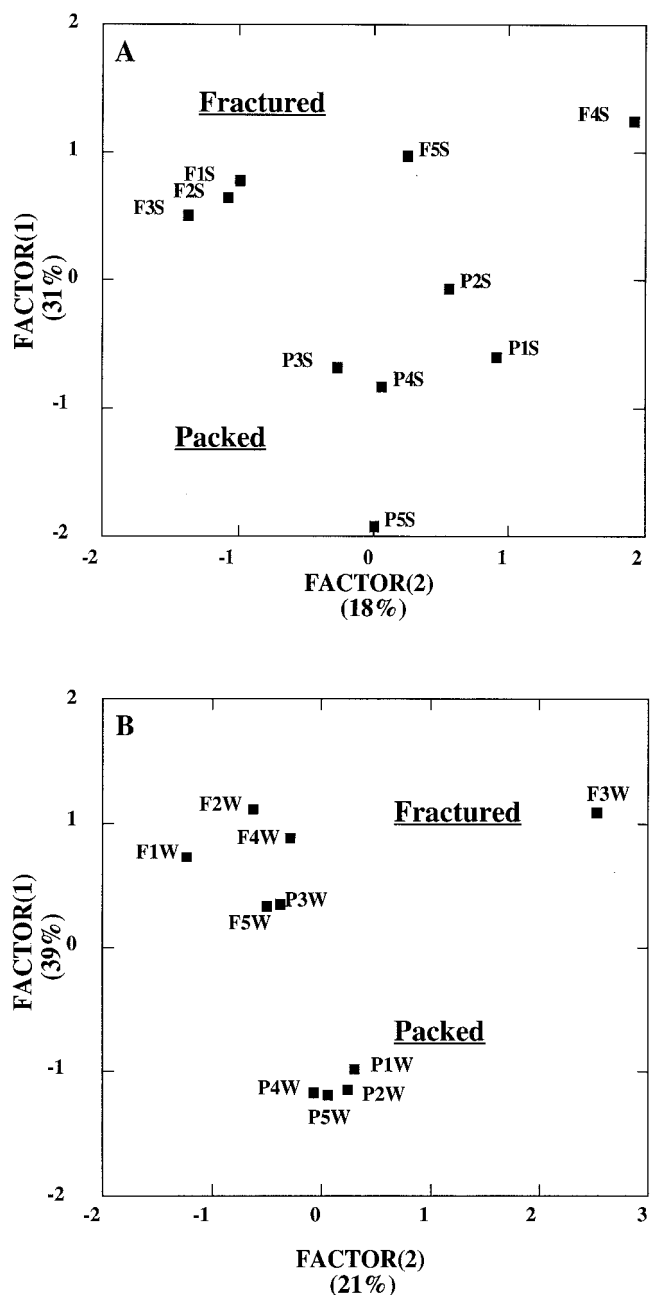 2
A
Fractured
F4S
1
F5S
F1S
F2S
F3S
FACTOR(1)
(31%)
0
P2S
P1S
P3S
P4S
-1
Packed
P5S
-2
-2
-1
0
1
2
FACTOR(2)
(18%)
2
B
F2W
F3W
1
Fractured
F4W
F1W
P3W
F5W
FACTOR(1)
(39%)
0
Packed
P1W
-1
P4W
P2W
P5W
-2
-2
-1
0
1
2
3
FACTOR(2)
(21%)